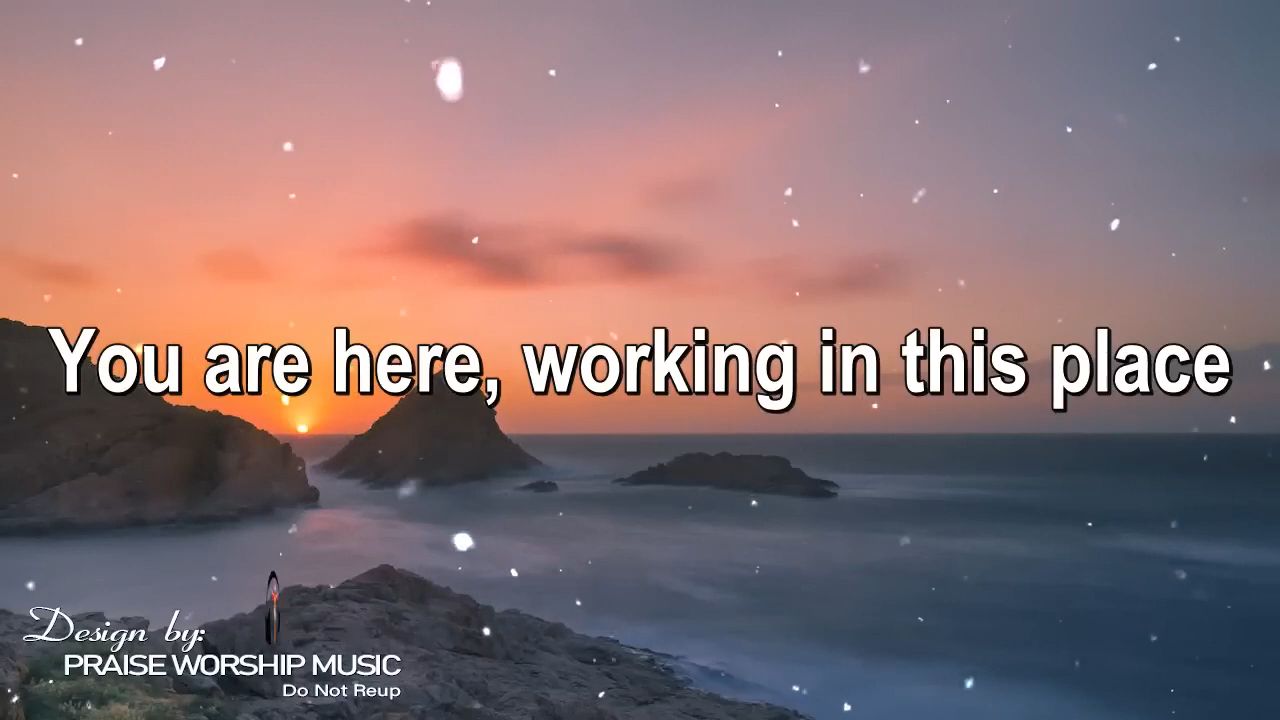 You are here, working in this place
Design by:
PRAISE WORSHIP MUSIC
Do Not Reup